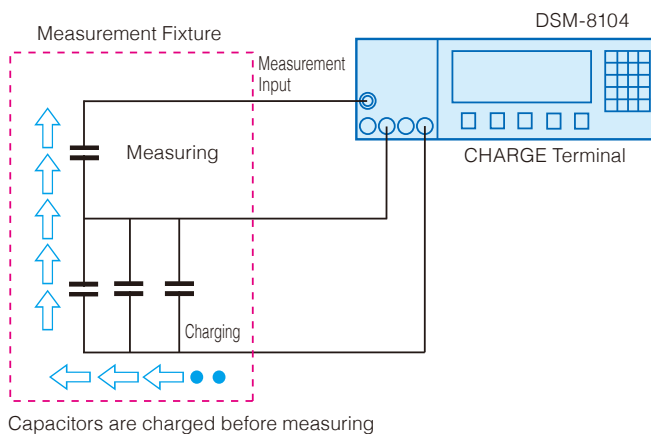 DSM-8104
Measurement Fixture
Measurement
Input
Measuring
CHARGE Terminal
Charging
Capacitors are charged before measuring